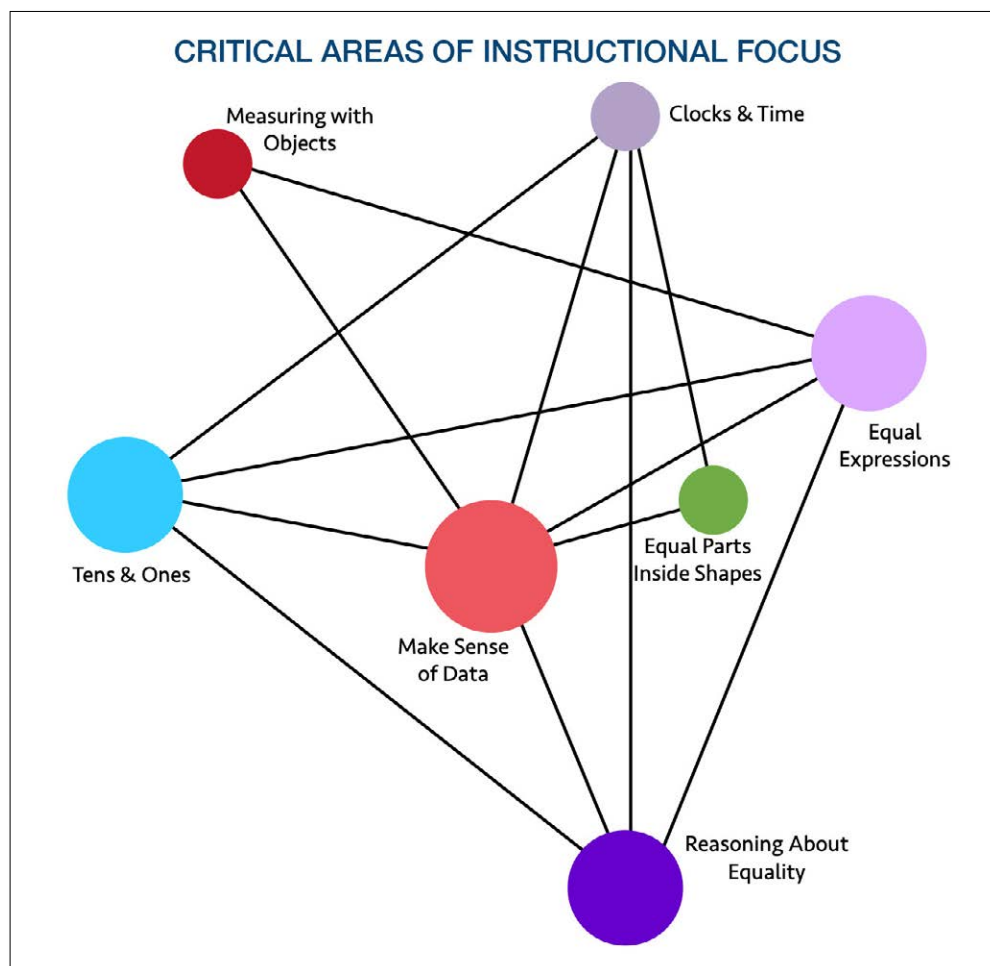 CRITICAL AREAS OF INSTRUCTIONAL FOCUS
Measuring with
Objects
Clocks & Time
Equal
Expressions
Tens & Ones
Equal Parts
Inside Shapes
Make Sense
of Data
Reasoning About
Equality